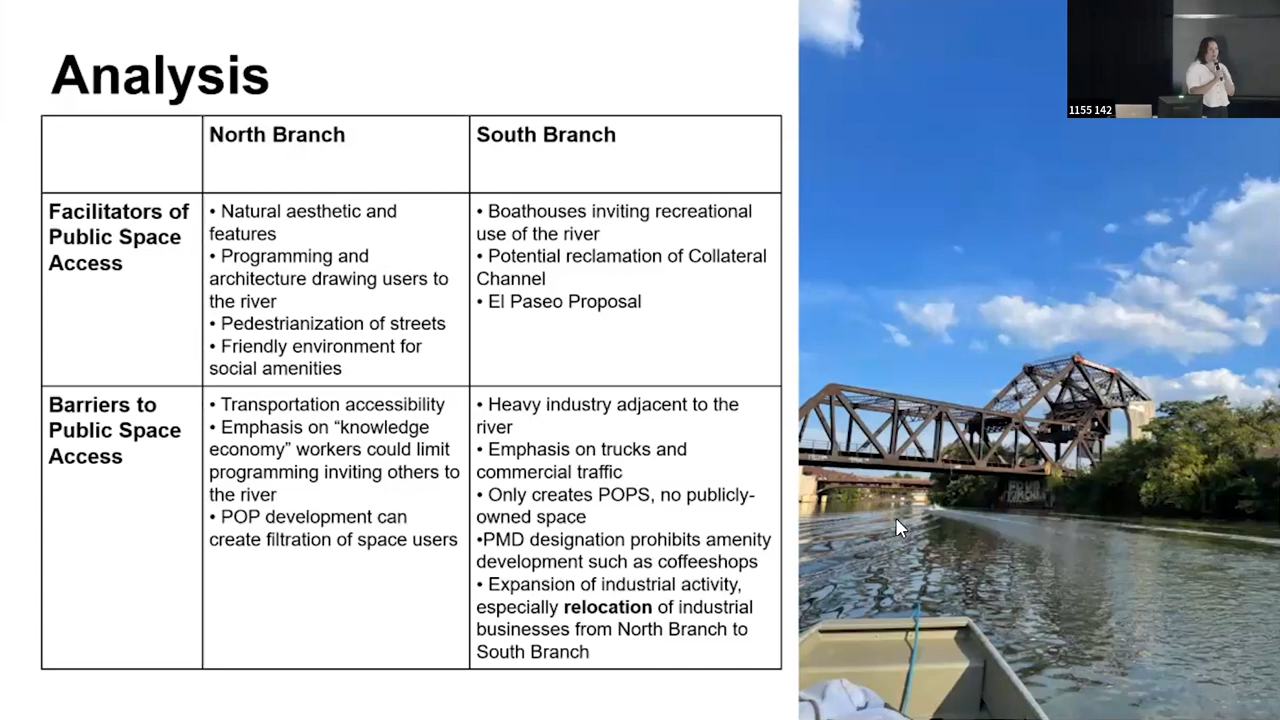 Analysis
North Branch
South Branch
Facilitators of
Public Space
Access
• Natural aesthetic and
features
• Programming and
architecture drawing users to
the river
• Pedestrianization of streets
• Friendly environment for
social amenities
• Boathouses inviting recreational
use of the river
• Potential reclamation of Collateral
Channel
• El Paseo Proposal
Barriers to
Public Space
Access
• Transportation accessibility
• Emphasis on “knowledge
economy” workers could limit
programming inviting others to
the river
• POP development can
create filtration of space users
• Heavy industry adjacent to the
river
• Emphasis on trucks and
commercial traffic
• Only creates POPS, no publicly-
owned space
•PMD designation prohibits amenity
development such as coffeeshops
• Expansion of industrial activity,
especially relocation of industrial
businesses from North Branch to
South Branch
1155 142